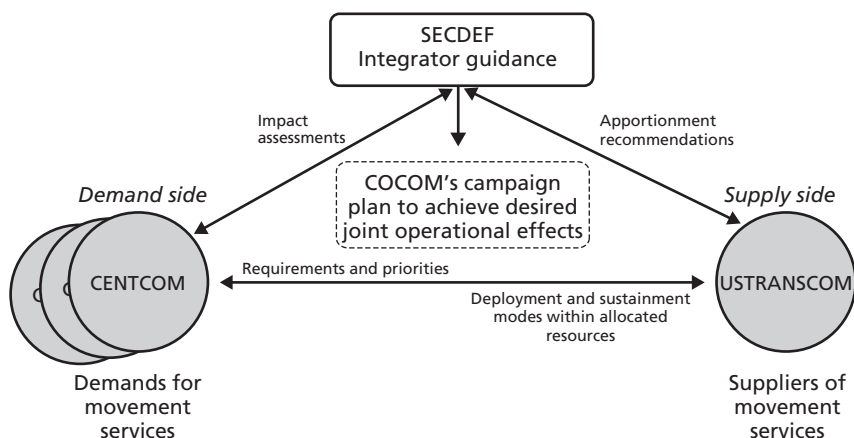 SECDEF
Integrator guidance
Impact
assessments
Apportionment
recommendations
COCOM's campaign
plan to achieve desired
joint operational effects
Demand side
Supply side
CENTCOM
Requirements and priorities
Deployment and sustainment
modes within allocated
resources
USTRANSCOM
Demands for
movement
services
Suppliers of
movement
services